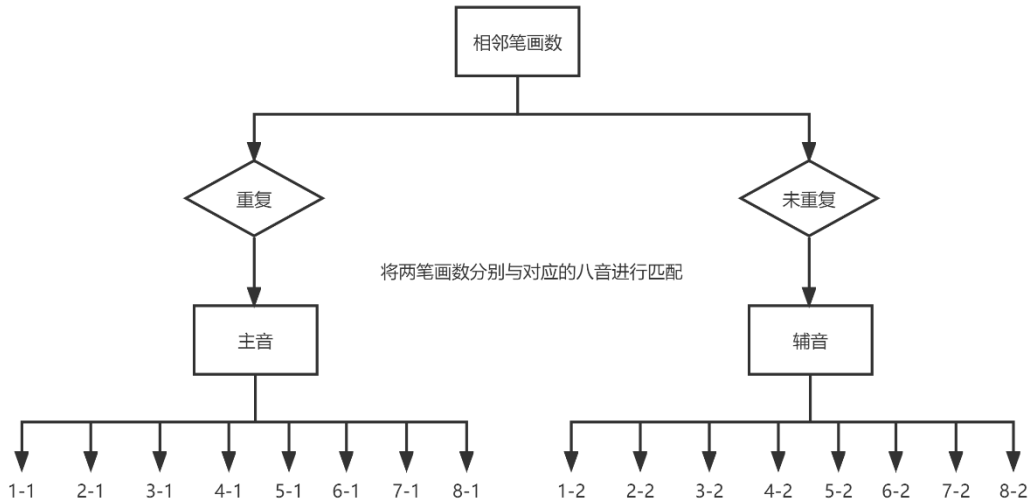 相邻笔画数
重复
未重复
将两笔画数分别与对应的八音进行匹配
主音
辅音
1-1 2-1 3-1 4-1 5-1 6-1 7-1 8-1
1-2 2-2 3-2 4-2 5-2 6-2 7-2 8-2